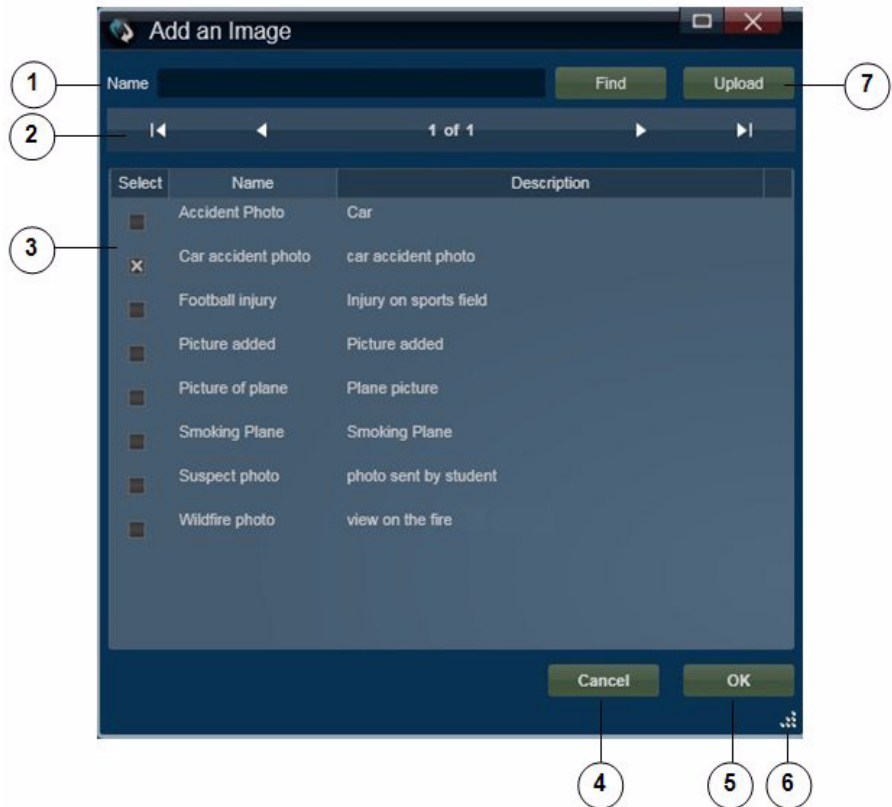 Add an Image
1 Name Find Upload 7
2 1 of 1
Select Name Description
Accident Photo Car
3
Car accident photo car accident photo
Football injury Injury on sports field
Picture added Picture added
Picture of plane Plane picture
Smoking Plane Smoking Plane
Suspect photo photo sent by student
Wildfire photo view on the fire
Cancel OK
4 5 6